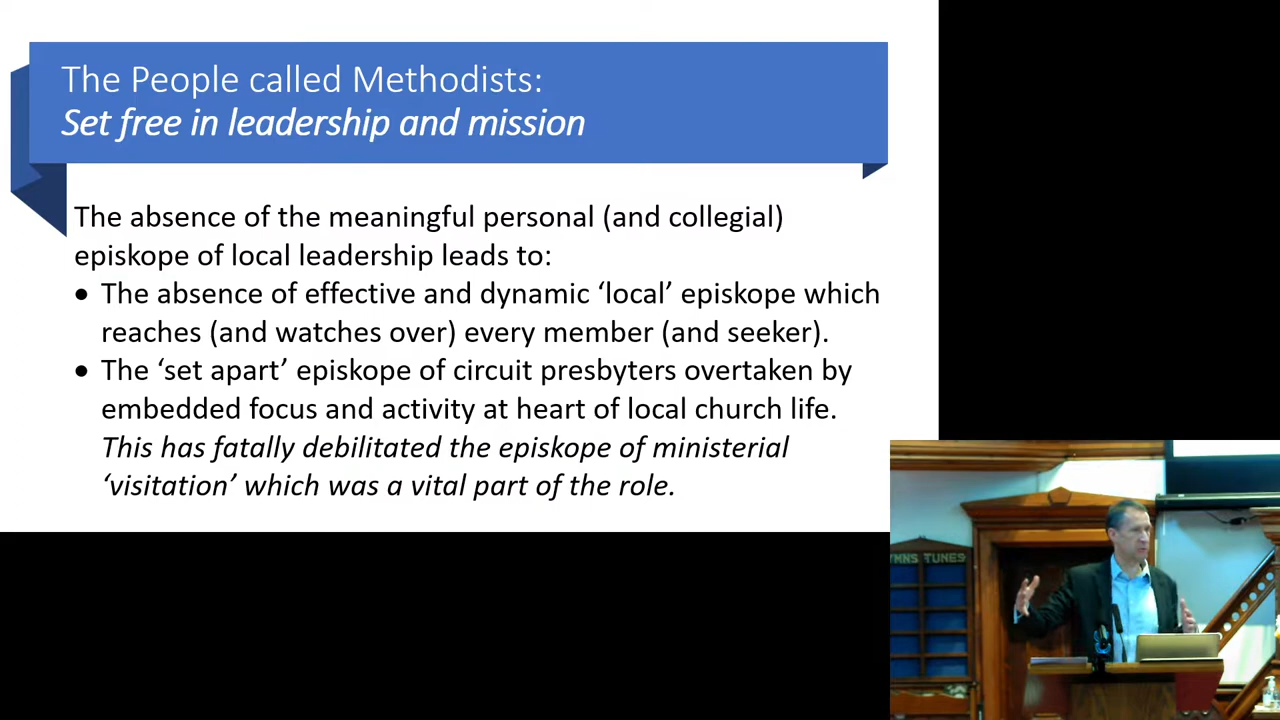 The People called Methodists:
Set free in leadership and mission
The absence of the meaningful personal (and collegial)
episkope of local leadership leads to:
• The absence of effective and dynamic ‘local’ episkope which
reaches (and watches over) every member (and seeker).
• The ‘set apart’ episkope of circuit presbyters overtaken by
embedded focus and activity at heart of local church life.
This has fatally debilitated the episkope of ministerial
‘visitation’ which was a vital part of the role.
TUNES